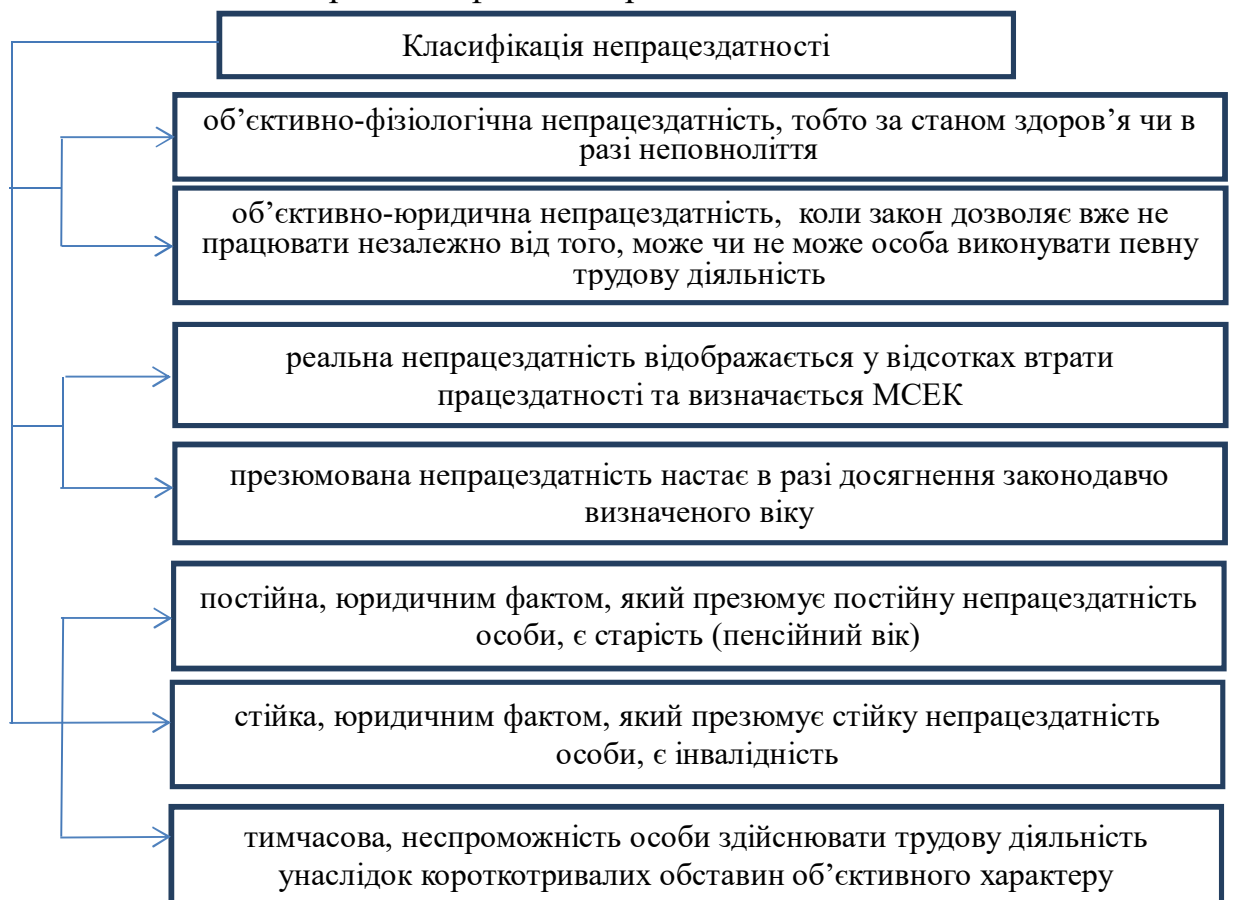 Класифікація непрацездатності
об’єктивно-фізіологічна непрацездатність, тобто за станом здоров’я чи в
разі неповноліття
об’єктивно-юридична непрацездатність, коли закон дозволяє вже не
працювати незалежно від того, може чи не може особа виконувати певну
трудову діяльність
реальна непрацездатність відображається у відсотках втрати
працездатності та визначається МСЕК
презюмована непрацездатність настає в разі досягнення законодавчо
визначеного віку
постійна, юридичним фактом, який презюмує постійну непрацездатність
особи, є старість (пенсійний вік)
стійка, юридичним фактом, який презюмує стійку непрацездатність
особи, є інвалідність
тимчасова, неспроможність особи здійснювати трудову діяльність
унаслідок короткотривалих обставин об’єктивного характеру